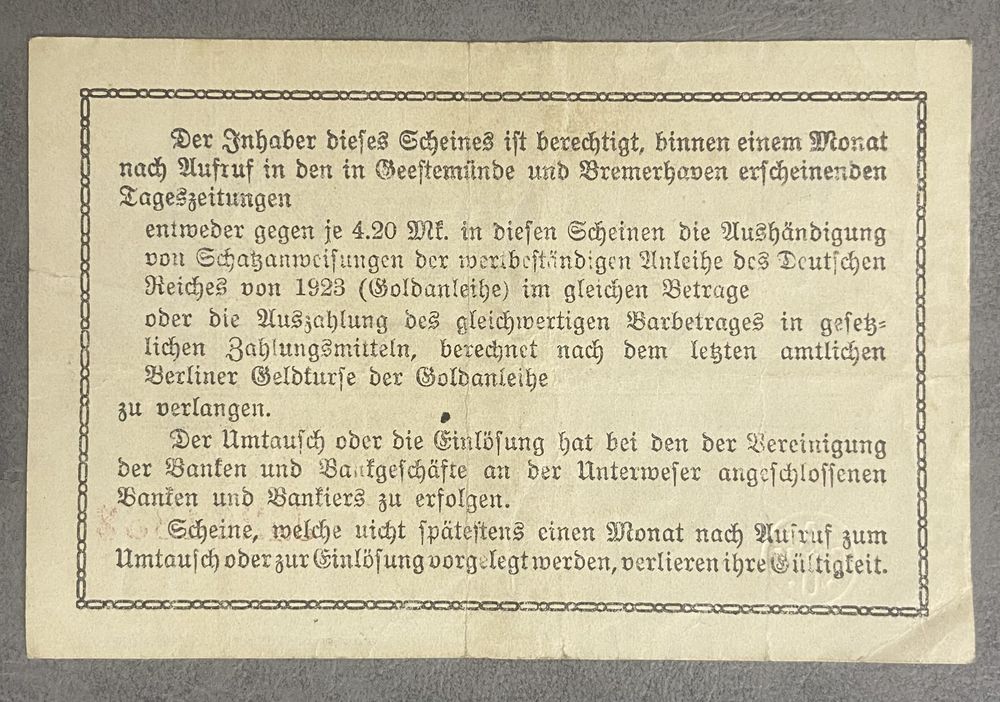 Der Inhaber dieses Scheines ist berechtigt, binnen einem Monat
nach Aufruf in den in Geestemünde und Bremerhaven erscheinenden
Tageszeitungen
entweder gegen je 4.20 Mk. in diesen Scheinen die Aushändigung
von Schatzanweisungen der wertbeständigen Anleihe des Deutschen
Reiches von 1923 (Goldanleihe) im gleichen Betrage
oder die Auszahlung des gleichwertigen Barbetrages in gesetz-
lichen Zahlungsmitteln, berechnet nach dem letzten amtlichen
Berliner Geldkurse der Goldanleihe
zu verlangen.
Der Umtausch oder die Einlösung hat bei den der Vereinigung
der Banken und Bankgeschäfte an der Unterweser angeschlossenen
Banken und Bankiers zu erfolgen.
Scheine, welche nicht spätestens einen Monat nach Aufruf zum
Umtausch oder zur Einlösung vorgelegt werden, verlieren ihre Gültigkeit.